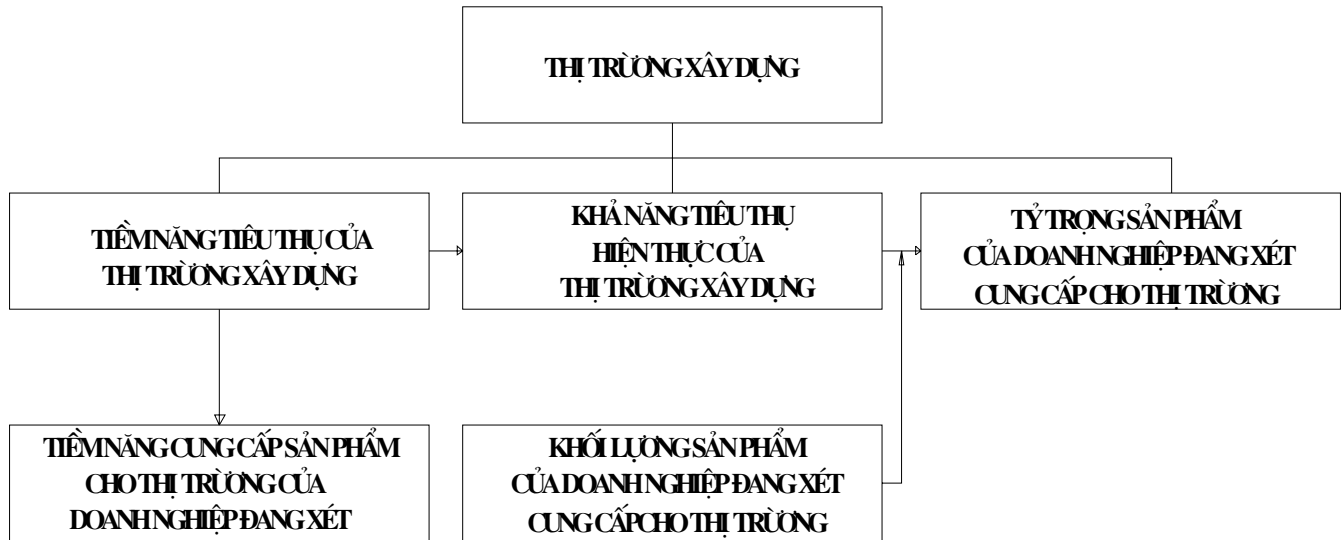 THỊ TRƯỜNG XÂY DỰNG
TIỀM NĂNG TIÊU THỤ CỦA
THỊ TRƯỜNG XÂY DỰNG
KHẢ NĂNG TIÊU THỤ
HIỆN THỰC CỦA
THỊ TRƯỜNG XÂY DỰNG
TỶ TRỌNG SẢN PHẨM
CỦA DOANH NGHIỆP ĐANG XÉT
CUNG CẤP CHO THỊ TRƯỜNG
TIỀM NĂNG CUNG CẤP SẢN PHẨM
CHO THỊ TRƯỜNG CỦA
DOANH NGHIỆP ĐANG XÉT
KHỐI LƯỢNG SẢN PHẨM
CỦA DOANH NGHIỆP ĐANG XÉT
CUNG CẤP CHO THỊ TRƯỜNG